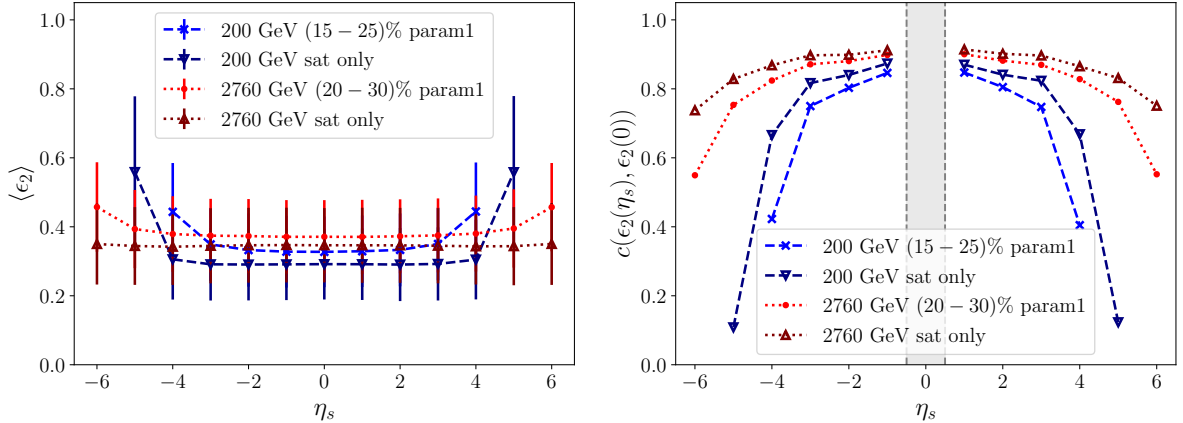 1.0
0.8
0.6
0.4
0.2
0.0
⟨ϵ₂⟩
200 GeV (15 − 25)% param1
200 GeV sat only
2760 GeV (20 − 30)% param1
2760 GeV sat only
−6 −4 −2 0 2 4 6
ηₛ
1.0
0.8
0.6
0.4
0.2
0.0
c(ϵ₂(ηₛ), ϵ₂(0))
200 GeV (15 − 25)% param1
200 GeV sat only
2760 GeV (20 − 30)% param1
2760 GeV sat only
−6 −4 −2 0 2 4 6
ηₛ